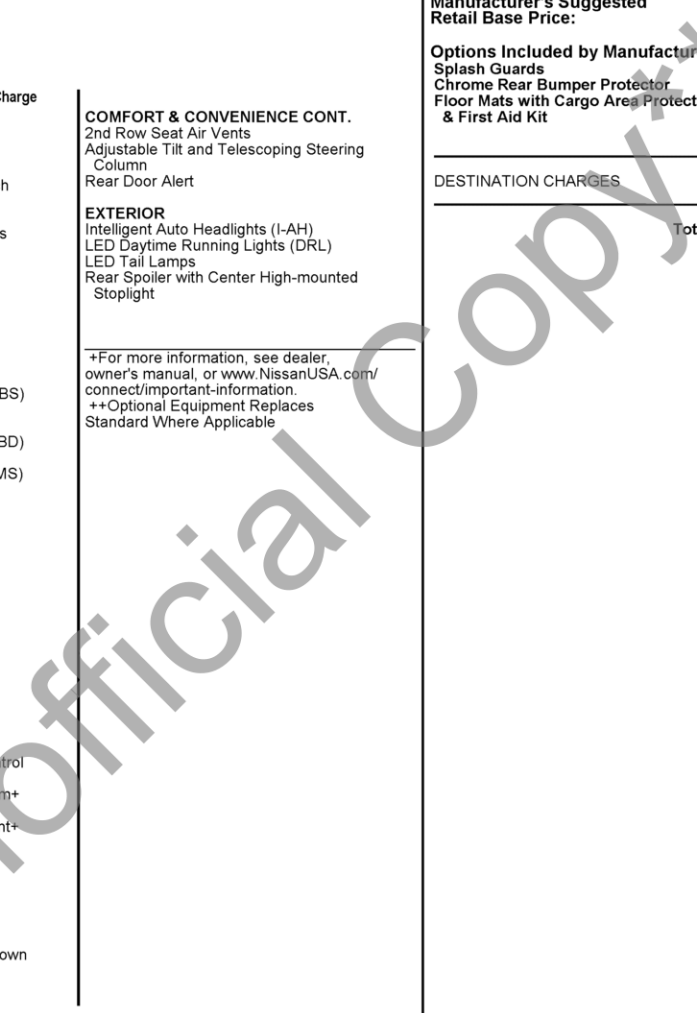 Charge
h
s
BS)
BD)
MS)
trol
m+
nt+
own
COMFORT & CONVENIENCE CONT.
2nd Row Seat Air Vents
Adjustable Tilt and Telescoping Steering
Column
Rear Door Alert
EXTERIOR
Intelligent Auto Headlights (I-AH)
LED Daytime Running Lights (DRL)
LED Tail Lamps
Rear Spoiler with Center High-mounted
Stoplight
+For more information, see dealer,
owner's manual, or www.NissanUSA.com/
connect/important-information.
++Optional Equipment Replaces
Standard Where Applicable
Manufacturer's Suggested
Retail Base Price:
Options Included by Manufactur
Splash Guards
Chrome Rear Bumper Protector
Floor Mats with Cargo Area Protect
& First Aid Kit
DESTINATION CHARGES
Tot
official Copy**